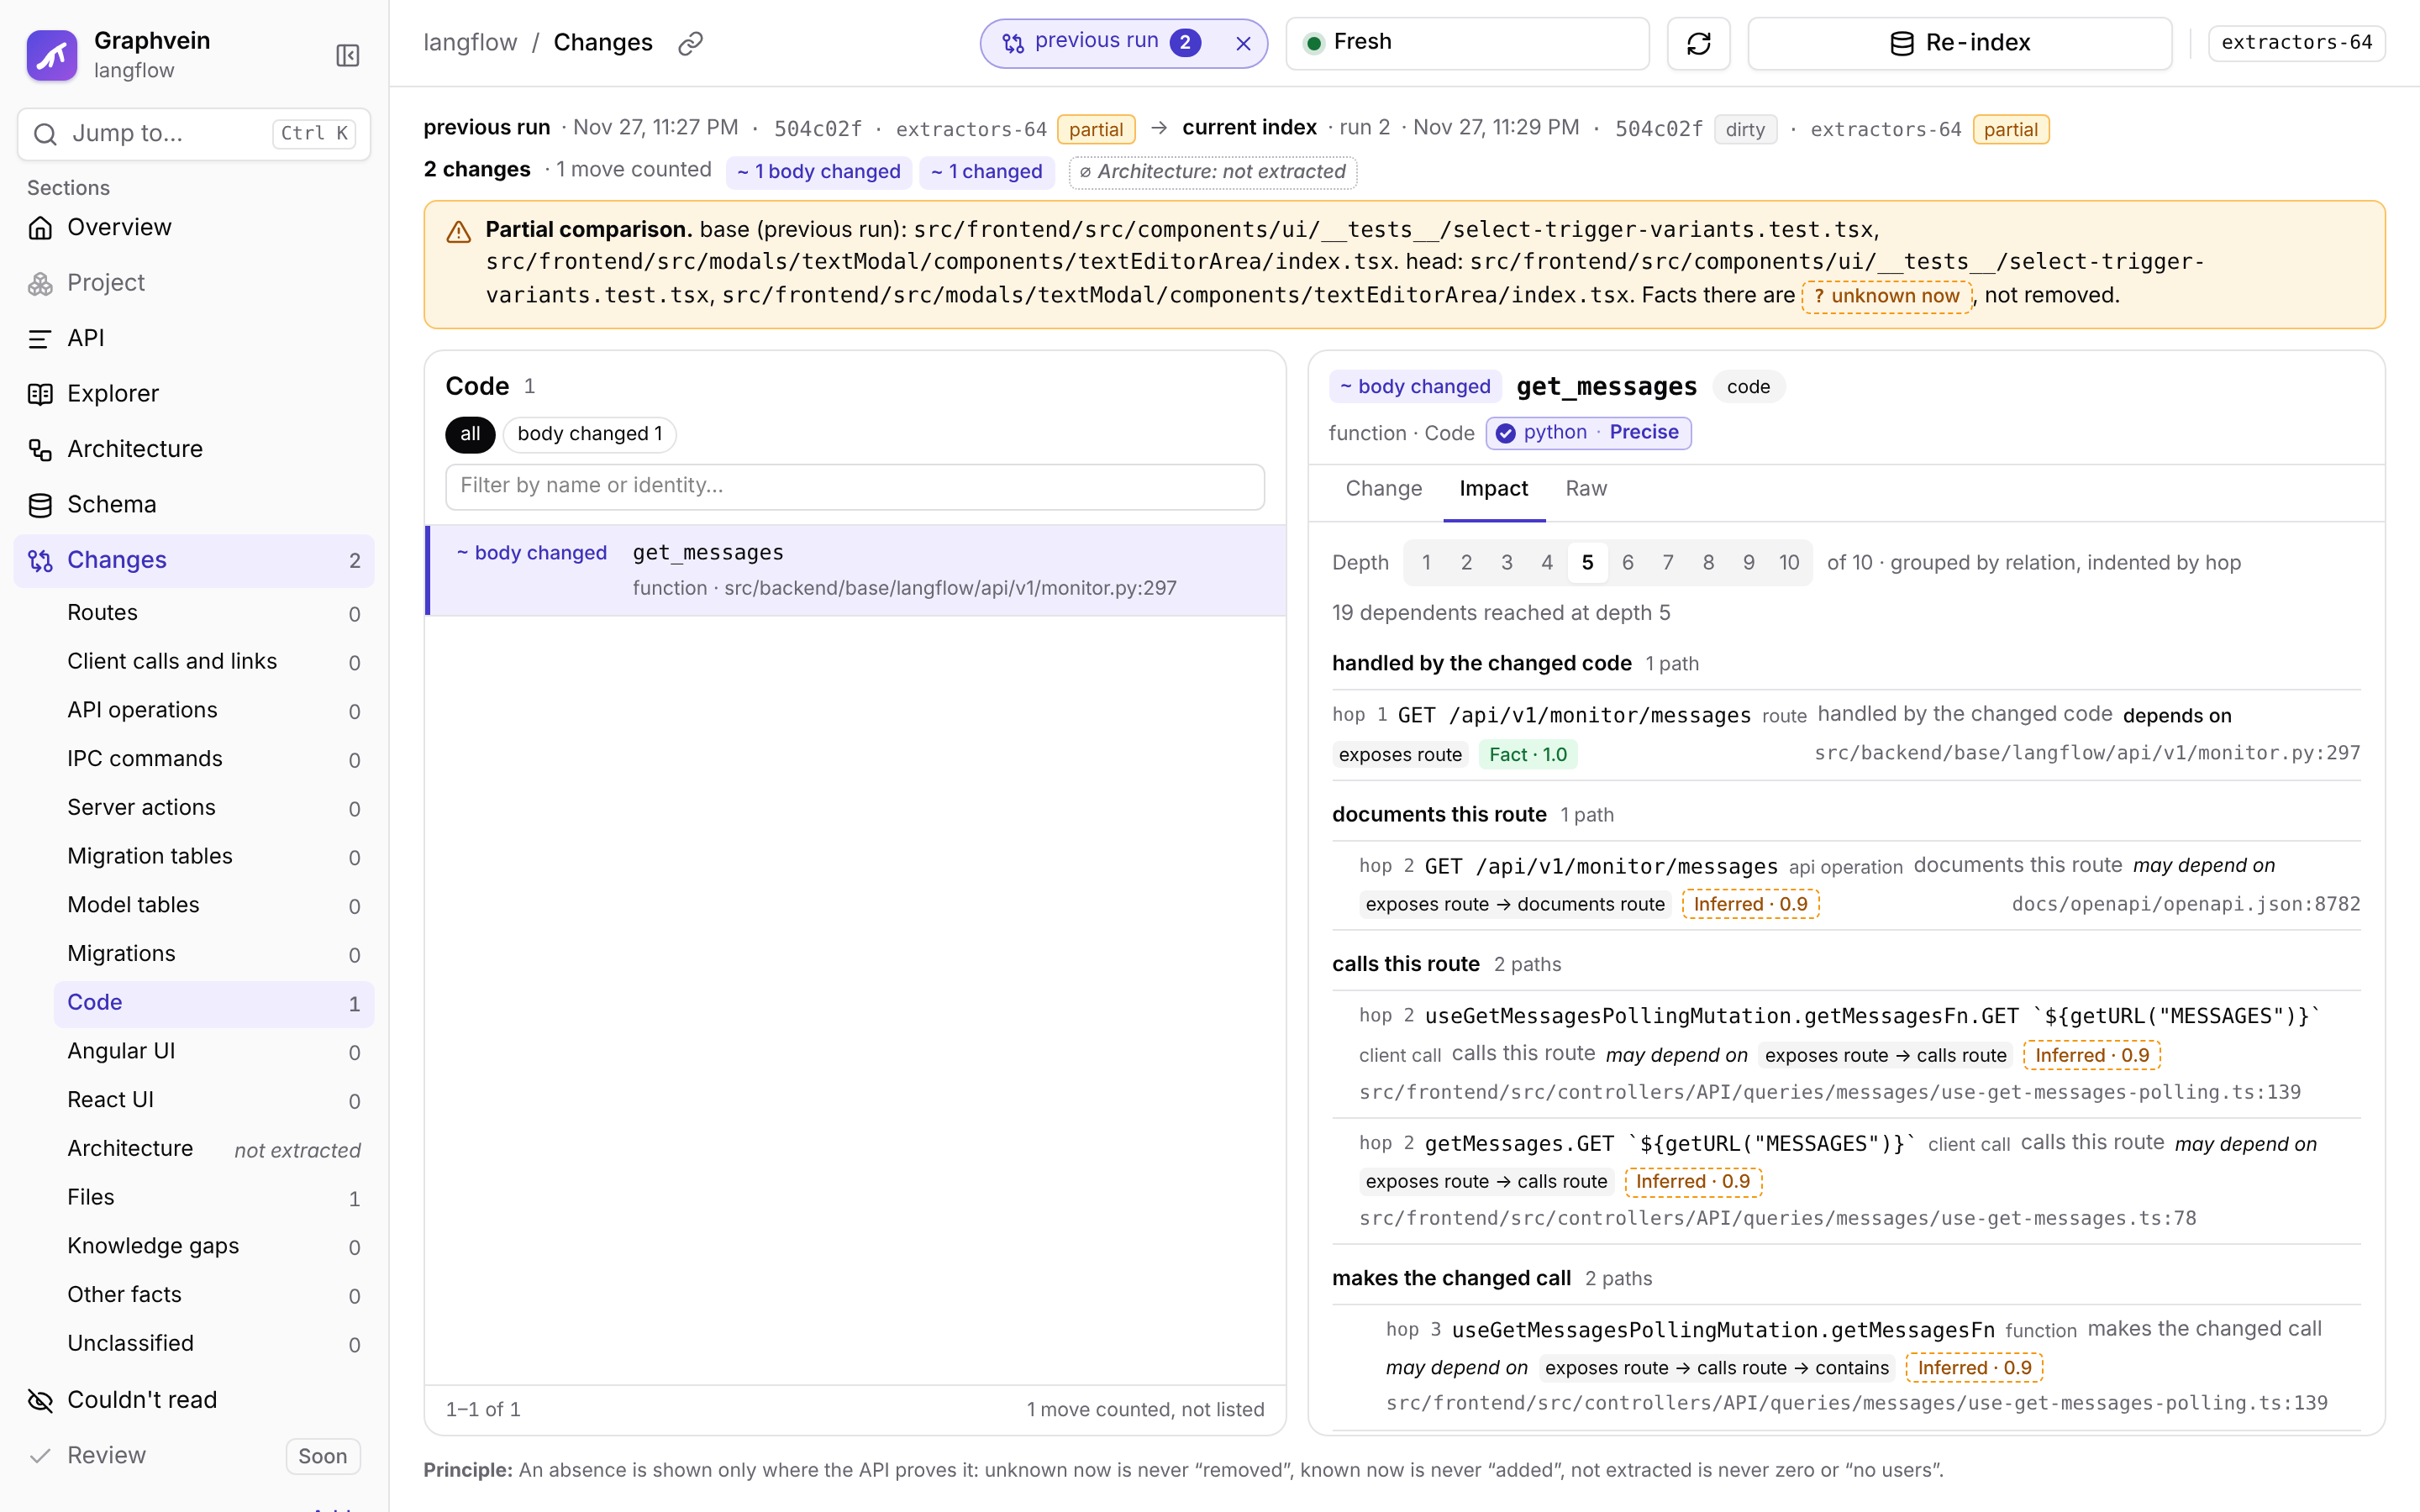 Graphvein
langflow
Jump to... Ctrl K
Sections
Overview
Project
API
Explorer
Architecture
Schema
Changes 2
Routes 0
Client calls and links 0
API operations 0
IPC commands 0
Server actions 0
Migration tables 0
Model tables 0
Migrations 0
Code 1
Angular UI 0
React UI 0
Architecture not extracted
Files 1
Knowledge gaps 0
Other facts 0
Unclassified 0
Couldn't read
Review Soon
langflow / Changes
previous run 2
Fresh
Re-index
extractors-64
previous run · Nov 27, 11:27 PM · 504c02f · extractors-64 partial → current index · run 2 · Nov 27, 11:29 PM · 504c02f dirty · extractors-64 partial
2 changes · 1 move counted ~ 1 body changed ~ 1 changed ∅ Architecture: not extracted
Partial comparison. base (previous run): src/frontend/src/components/ui/__tests__/select-trigger-variants.test.tsx,
src/frontend/src/modals/textModal/components/textEditorArea/index.tsx. head: src/frontend/src/components/ui/__tests__/select-trigger-
variants.test.tsx, src/frontend/src/modals/textModal/components/textEditorArea/index.tsx. Facts there are ? unknown now, not removed.
Code 1
all body changed 1
Filter by name or identity...
~ body changed get_messages
function · src/backend/base/langflow/api/v1/monitor.py:297
1–1 of 1 1 move counted, not listed
~ body changed get_messages code
function · Code python · Precise
Change Impact Raw
Depth 1 2 3 4 5 6 7 8 9 10 of 10 · grouped by relation, indented by hop
19 dependents reached at depth 5
handled by the changed code 1 path
hop 1 GET /api/v1/monitor/messages route handled by the changed code depends on
exposes route Fact · 1.0 src/backend/base/langflow/api/v1/monitor.py:297
documents this route 1 path
hop 2 GET /api/v1/monitor/messages api operation documents this route may depend on
exposes route → documents route Inferred · 0.9 docs/openapi/openapi.json:8782
calls this route 2 paths
hop 2 useGetMessagesPollingMutation.getMessagesFn.GET `${getURL("MESSAGES")}`
client call calls this route may depend on exposes route → calls route Inferred · 0.9
src/frontend/src/controllers/API/queries/messages/use-get-messages-polling.ts:139
hop 2 getMessages.GET `${getURL("MESSAGES")}` client call calls this route may depend on
exposes route → calls route Inferred · 0.9
src/frontend/src/controllers/API/queries/messages/use-get-messages.ts:78
makes the changed call 2 paths
hop 3 useGetMessagesPollingMutation.getMessagesFn function makes the changed call
may depend on exposes route → calls route → contains Inferred · 0.9
src/frontend/src/controllers/API/queries/messages/use-get-messages-polling.ts:139
Principle: An absence is shown only where the API proves it: unknown now is never “removed”, known now is never “added”, not extracted is never zero or “no users”.